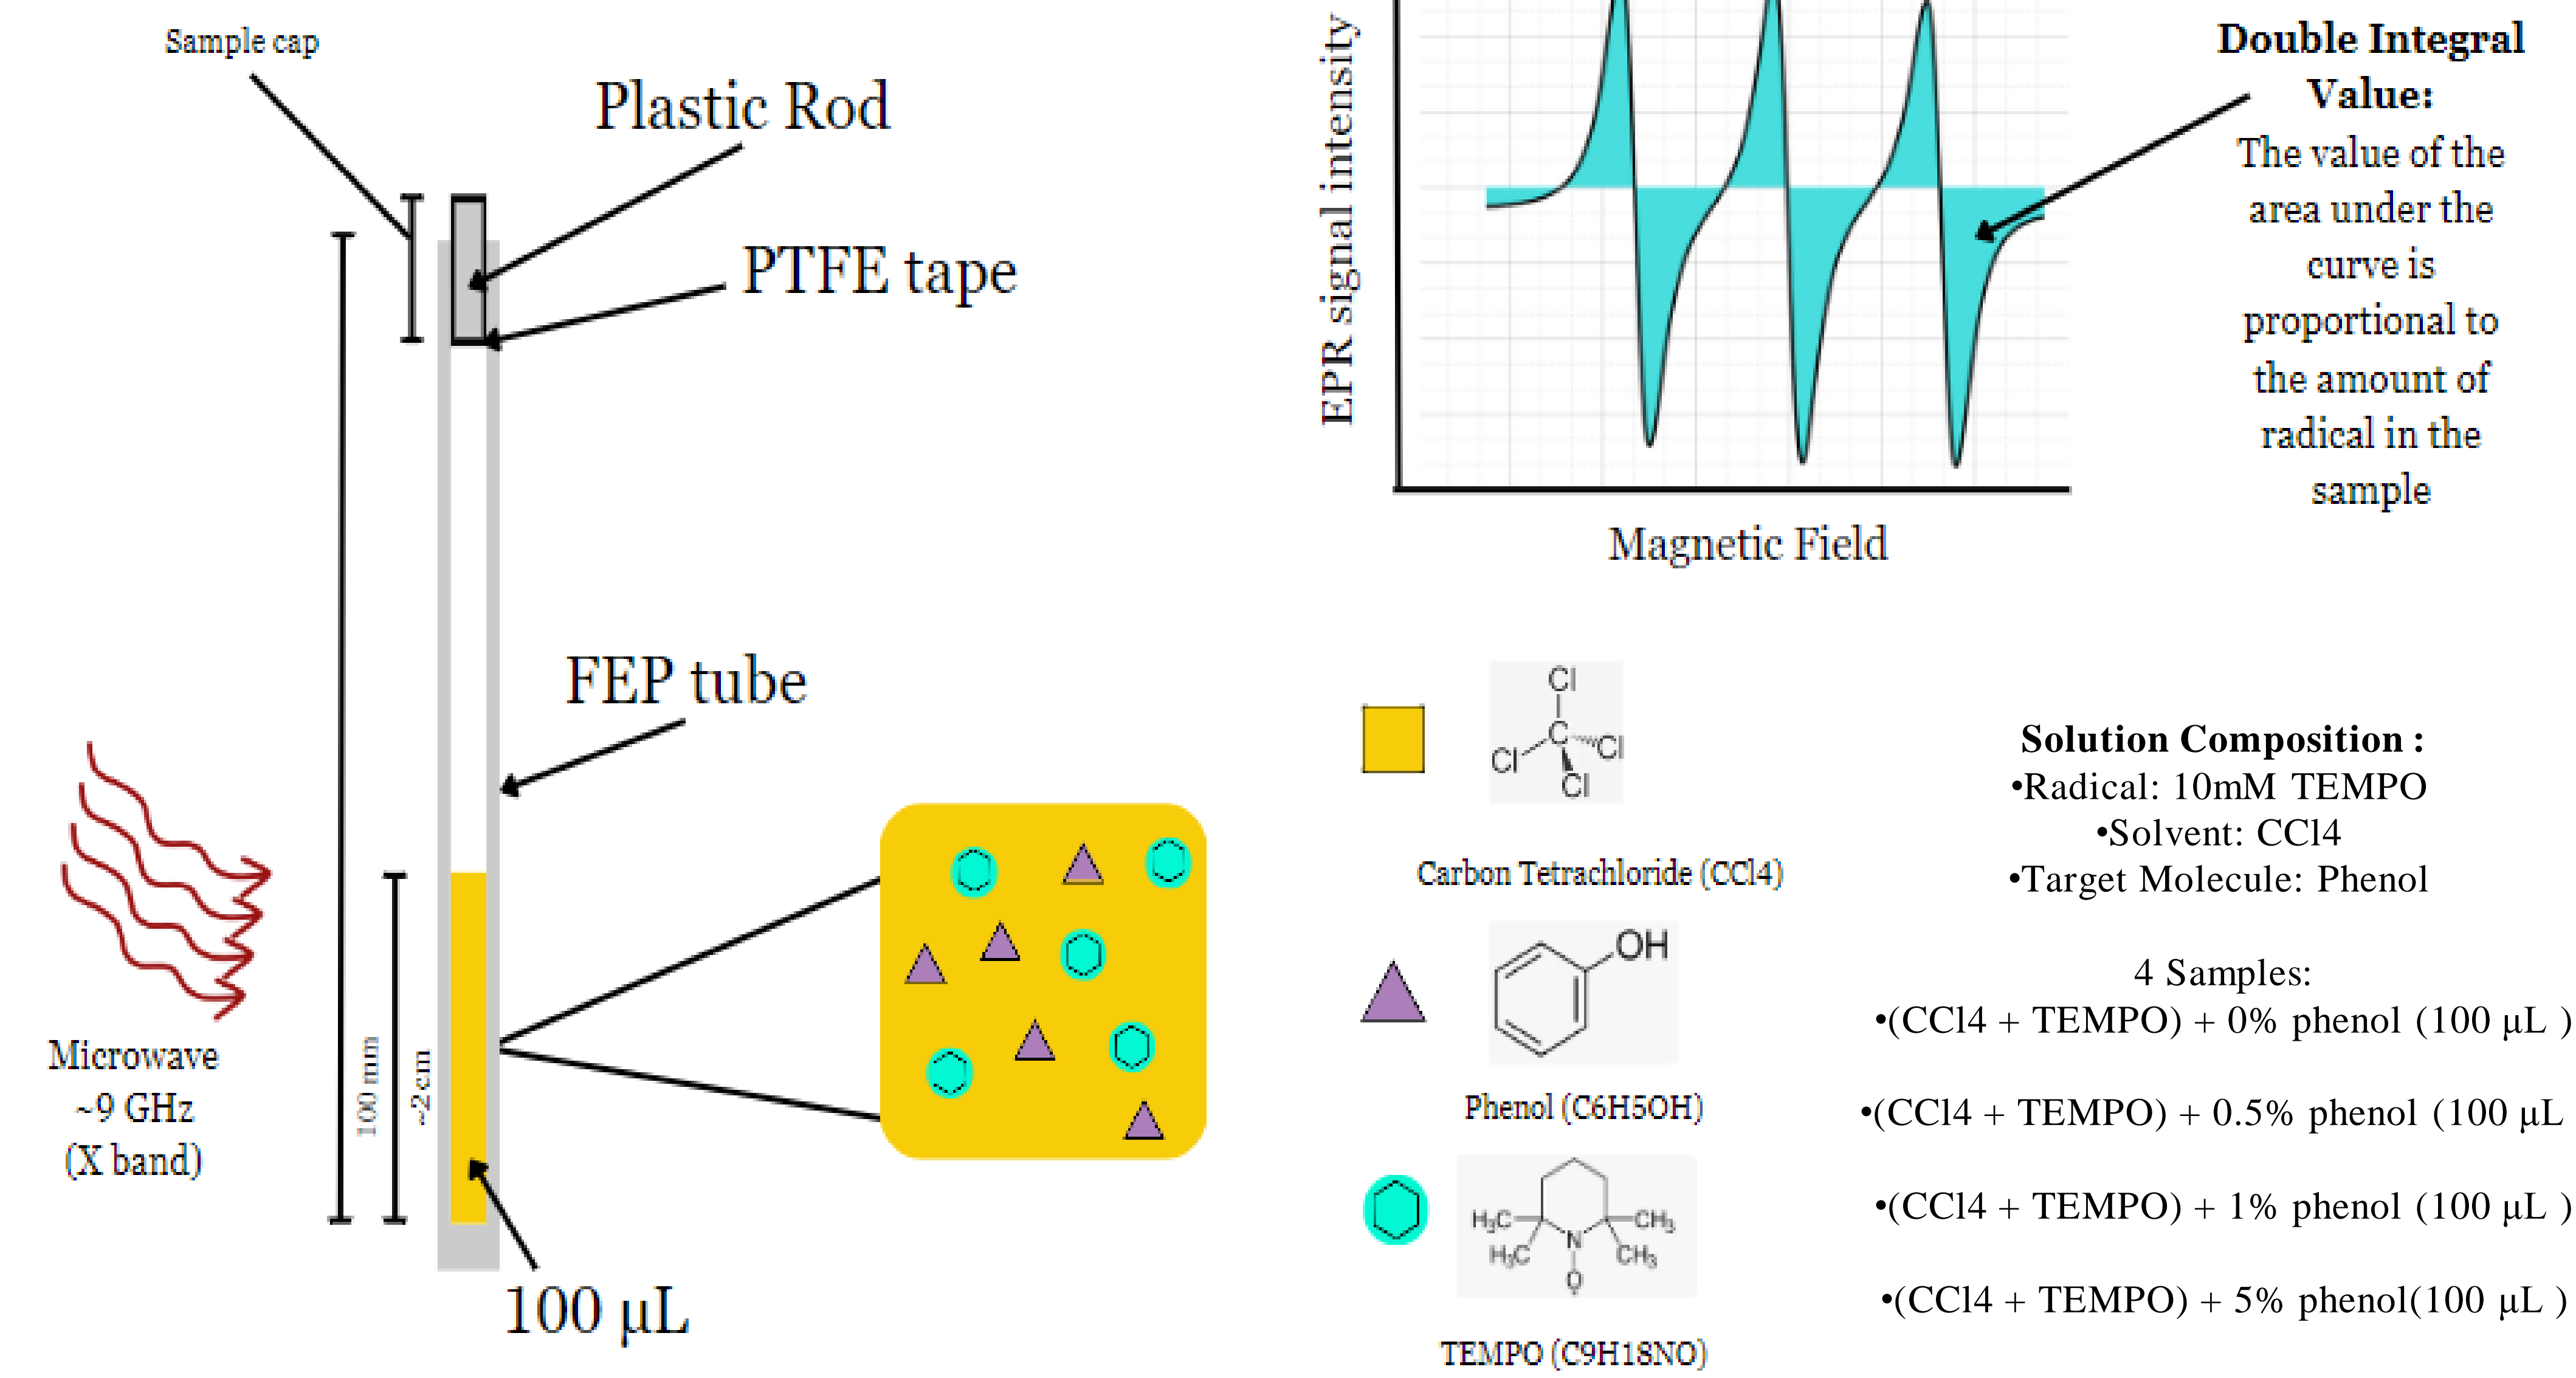 Sample cap
Plastic Rod
PTFE tape
FEP tube
Microwave
~9 GHz
(X band)
100 mm
~2cm
100 μL
EPR signal intensity
Magnetic Field
Double Integral
Value:
The value of the
area under the
curve is
proportional to
the amount of
radical in the
sample
Cl
C
Cl
Cl
Cl
Carbon Tetrachloride (CCl4)
OH
Phenol (C6H5OH)
H₃C
CH₃
N
H₃C
CH₃
O
TEMPO (C9H18NO)
Solution Composition :
•Radical: 10mM TEMPO
•Solvent: CCl4
•Target Molecule: Phenol
4 Samples:
•(CCl4 + TEMPO) + 0% phenol (100 μL )
•(CCl4 + TEMPO) + 0.5% phenol (100 μL
•(CCl4 + TEMPO) + 1% phenol (100 μL )
•(CCl4 + TEMPO) + 5% phenol(100 μL )